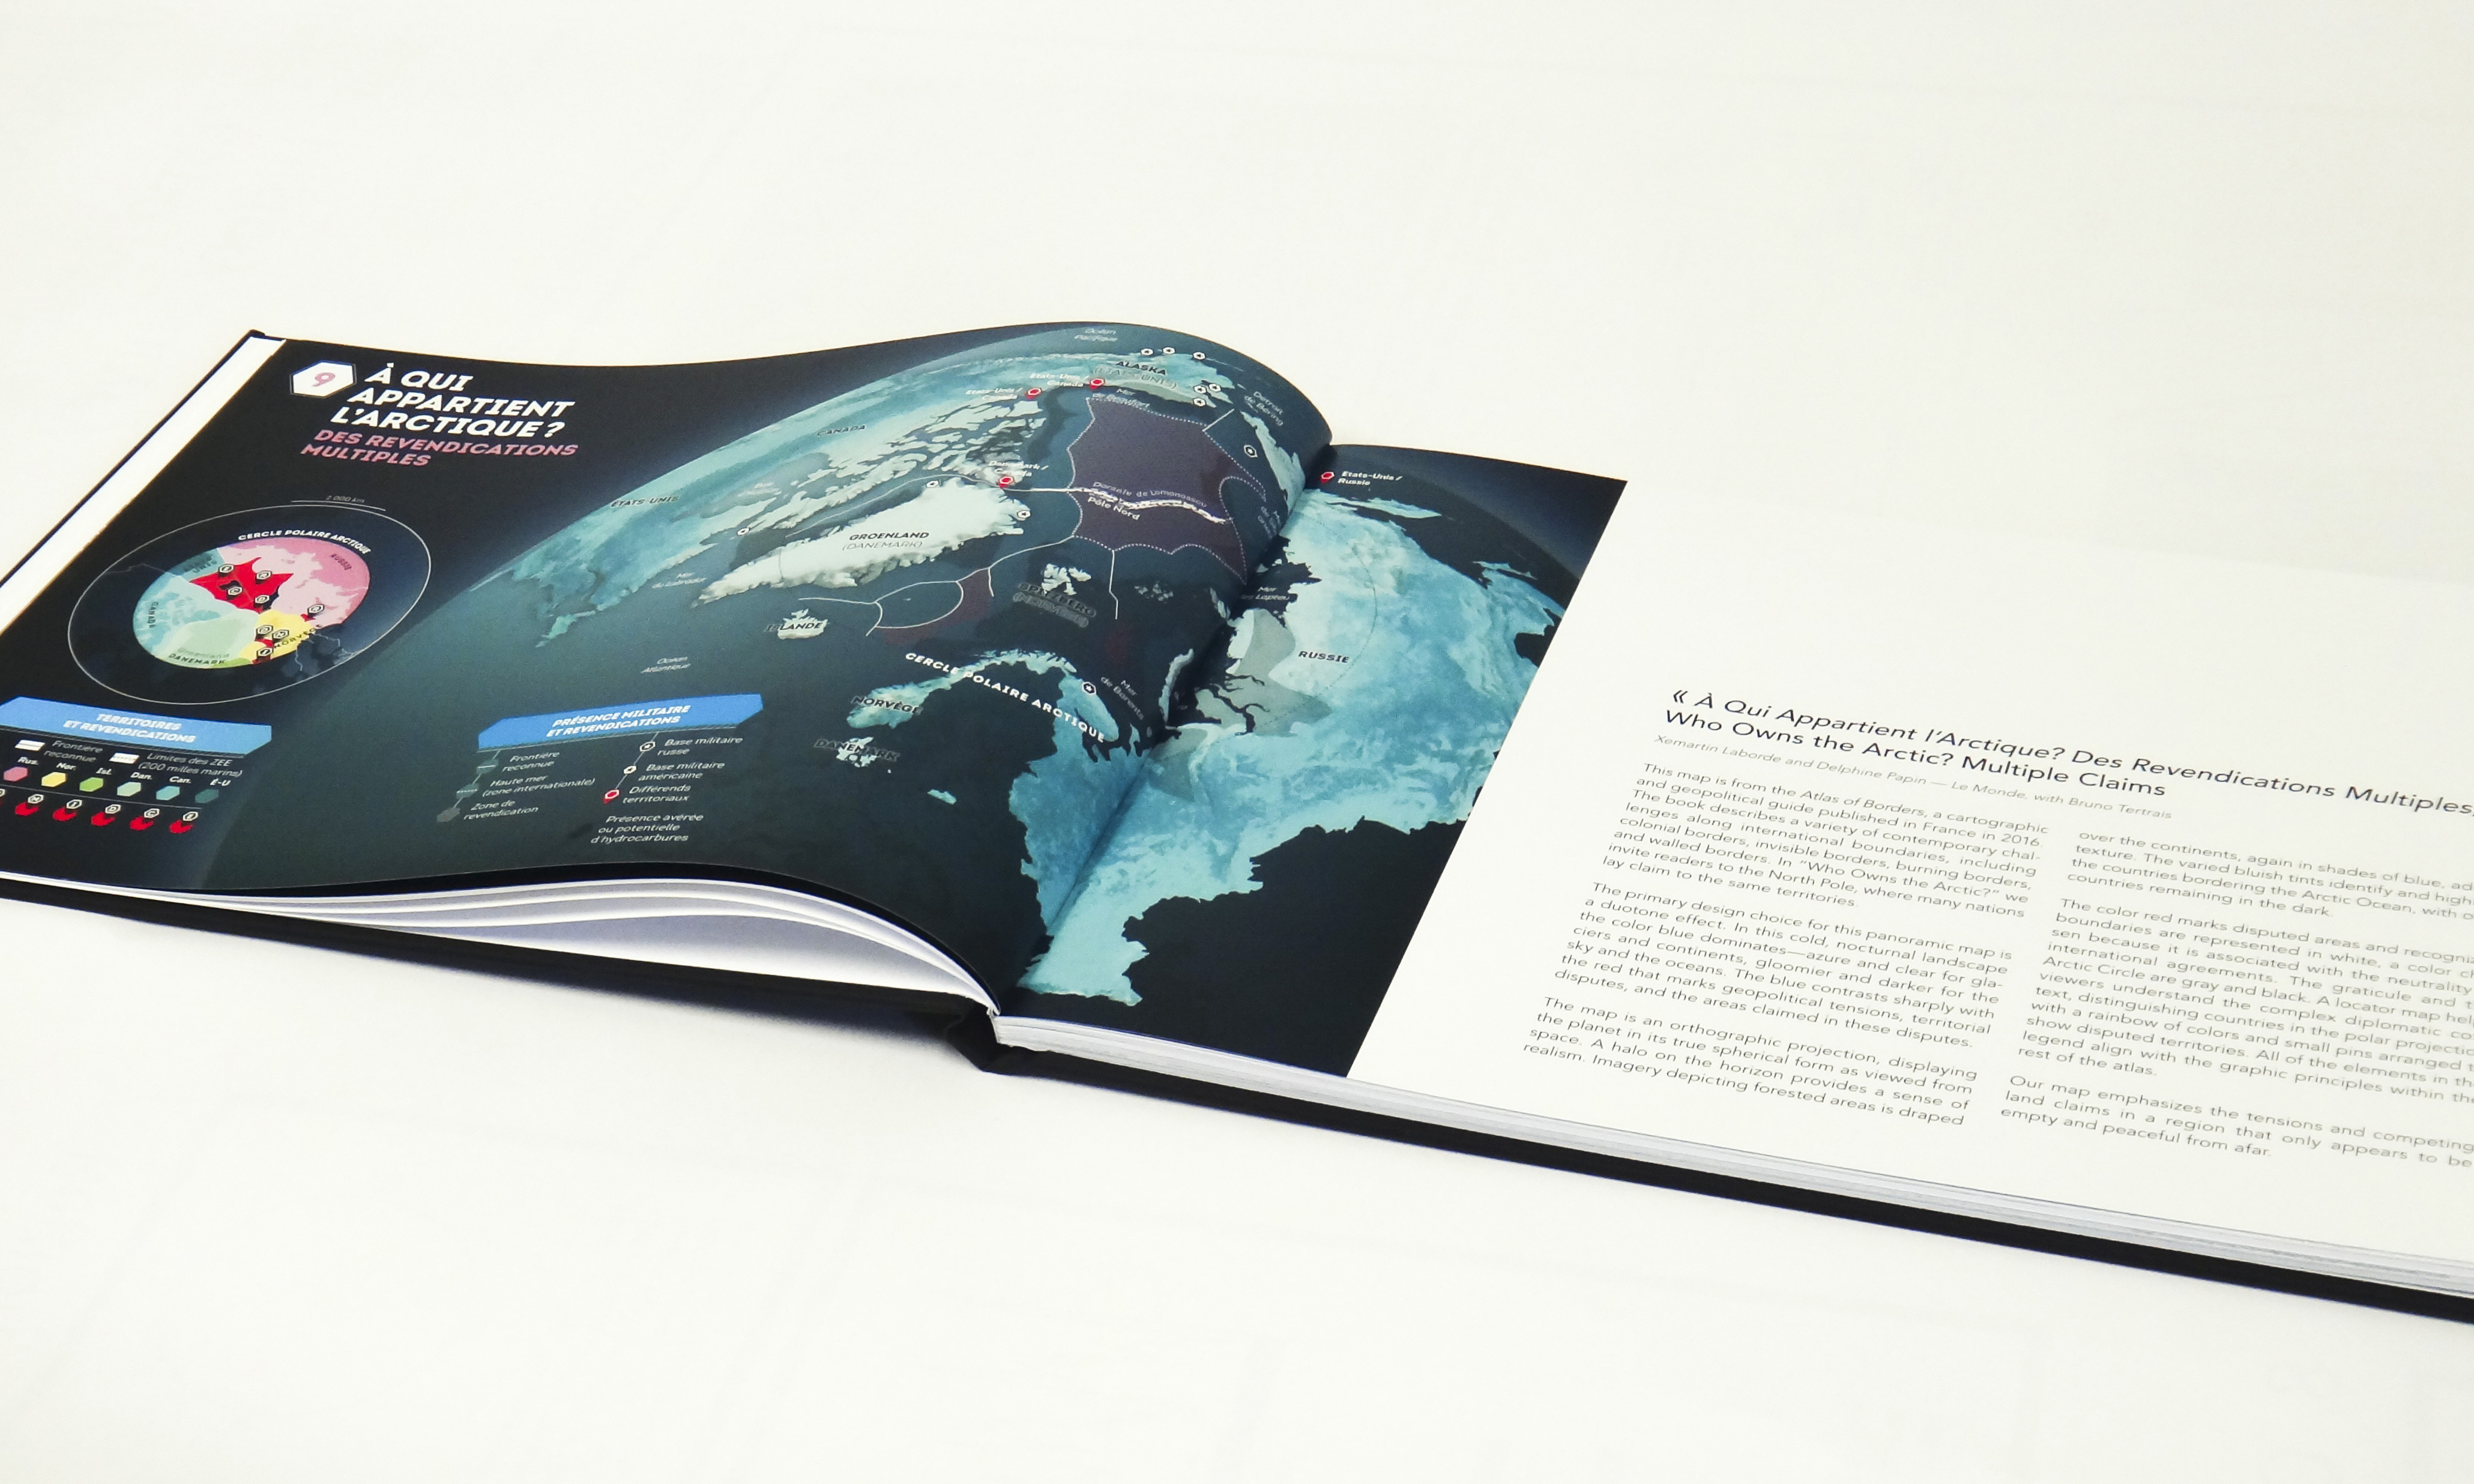 9
À QUI
APPARTIENT
L'ARCTIQUE?
DES REVENDICATIONS
MULTIPLES
2 000 km
CERCLE POLAIRE ARCTIQUE
CANADA
DANEMARK
NORVÈGE
TERRITOIRES
ET REVENDICATIONS
Frontière
reconnue
Limites des ZEE
(200 milles marins)
Rus.
Nor.
Isl.
Dan.
Can.
É-U
PRÉSENCE MILITAIRE
ET REVENDICATIONS
Frontière
reconnue
Haute mer
(zone internationale)
Zone de
revendication
Base militaire
russe
Base militaire
américaine
Différends
territoriaux
Présence avérée
ou potentielle
d'hydrocarbures
Océan
Pacifique
ALASKA
(ÉTATS-UNIS)
États-Unis /
Canada
États-Unis /
Canada
Mer
de Beaufort
Détroit
de Béring
CANADA
ÉTATS-UNIS
Danemark /
Canada
Dorsale de Lomonossov
Pôle Nord
GROENLAND
(DANEMARK)
Mer
du Labrador
ISLANDE
SPITZBERG
(NORVÈGE)
Océan
Atlantique
CERCLE POLAIRE ARCTIQUE
Mer
de Barents
NORVÈGE
DANEMARK
États-Unis /
Russie
Mer
de Laptev
RUSSIE
« À Qui Appartient l'Arctique? Des Revendications Multiples,
Who Owns the Arctic? Multiple Claims
Xemartin Laborde and Delphine Papin — Le Monde, with Bruno Tertrais
This map is from the Atlas of Borders, a cartographic
and geopolitical guide published in France in 2016.
The book describes a variety of contemporary chal-
lenges along international boundaries, including
colonial borders, invisible borders, burning borders,
and walled borders. In "Who Owns the Arctic?" we
invite readers to the North Pole, where many nations
lay claim to the same territories.
The primary design choice for this panoramic map is
a duotone effect. In this cold, nocturnal landscape
the color blue dominates—azure and clear for gla-
ciers and continents, gloomier and darker for the
sky and the oceans. The blue contrasts sharply with
the red that marks geopolitical tensions, territorial
disputes, and the areas claimed in these disputes.
The map is an orthographic projection, displaying
the planet in its true spherical form as viewed from
space. A halo on the horizon provides a sense of
realism. Imagery depicting forested areas is draped
over the continents, again in shades of blue, ad
texture. The varied bluish tints identify and high
the countries bordering the Arctic Ocean, with o
countries remaining in the dark.
The color red marks disputed areas and recogni
boundaries are represented in white, a color ch
sen because it is associated with the neutrality
international agreements. The graticule and t
Arctic Circle are gray and black. A locator map hel
viewers understand the complex diplomatic co
text, distinguishing countries in the polar projecti
with a rainbow of colors and small pins arranged t
show disputed territories. All of the elements in th
legend align with the graphic principles within the
rest of the atlas.
Our map emphasizes the tensions and competing
land claims in a region that only appears to be
empty and peaceful from afar.